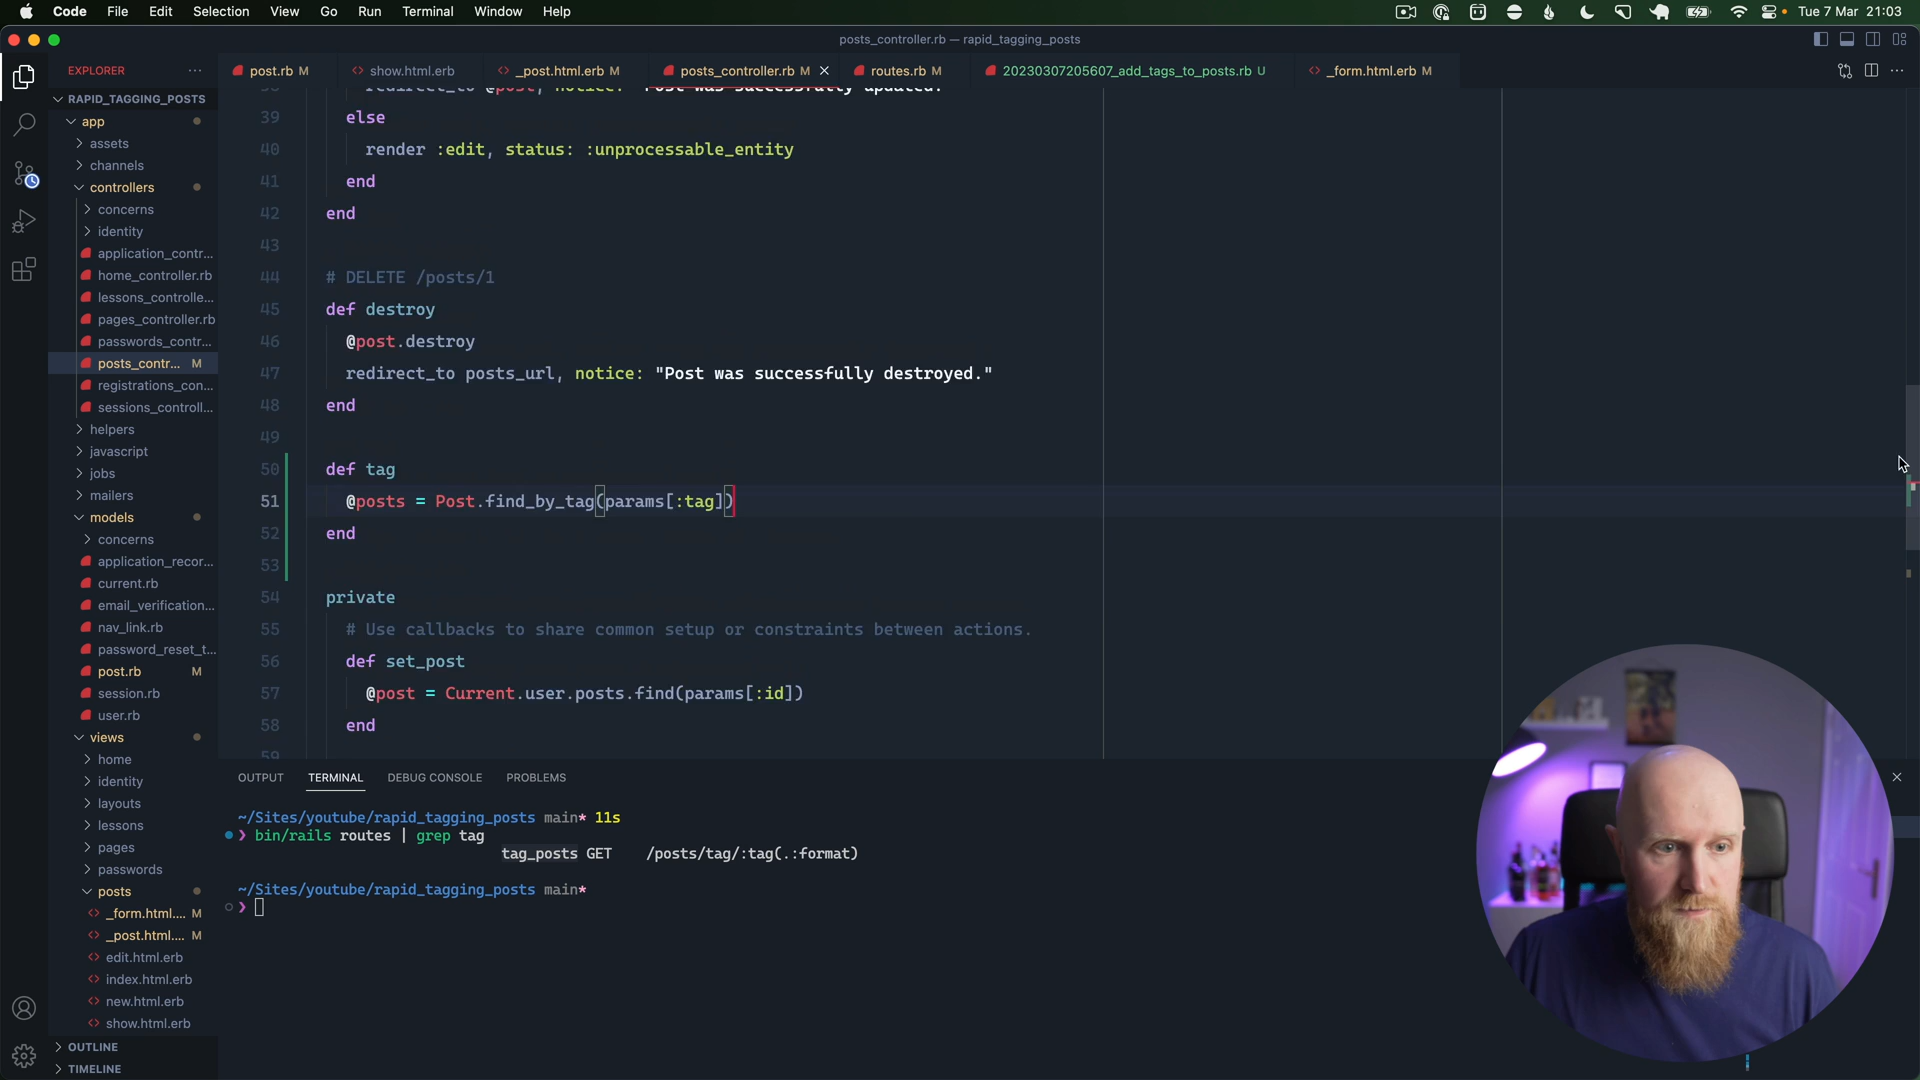 Code File Edit Selection View Go Run Terminal Window Help
Tue 7 Mar 21:03
posts_controller.rb — rapid_tagging_posts
EXPLORER
post.rb M
show.html.erb
_post.html.erb M
posts_controller.rb M
routes.rb M
20230307205607_add_tags_to_posts.rb U
_form.html.erb M
RAPID_TAGGING_POSTS
app
assets
channels
controllers
concerns
identity
application_contr...
home_controller.rb
lessons_controlle...
pages_controller.rb
passwords_contr...
posts_contr... M
registrations_con...
sessions_controll...
helpers
javascript
jobs
mailers
models
concerns
application_recor...
current.rb
email_verification...
nav_link.rb
password_reset_t...
post.rb M
session.rb
user.rb
views
home
identity
layouts
lessons
pages
passwords
posts
_form.html.... M
_post.html.... M
edit.html.erb
index.html.erb
new.html.erb
show.html.erb
OUTLINE
TIMELINE
38 redirect_to @post, notice: "Post was successfully updated."
39 else
40 render :edit, status: :unprocessable_entity
41 end
42 end
43
44 # DELETE /posts/1
45 def destroy
46 @post.destroy
47 redirect_to posts_url, notice: "Post was successfully destroyed."
48 end
49
50 def tag
51 @posts = Post.find_by_tag(params[:tag])
52 end
53
54 private
55 # Use callbacks to share common setup or constraints between actions.
56 def set_post
57 @post = Current.user.posts.find(params[:id])
58 end
59
OUTPUT TERMINAL DEBUG CONSOLE PROBLEMS
~/Sites/youtube/rapid_tagging_posts main* 11s
❯ bin/rails routes | grep tag
tag_posts GET /posts/tag/:tag(.:format)
~/Sites/youtube/rapid_tagging_posts main*
❯